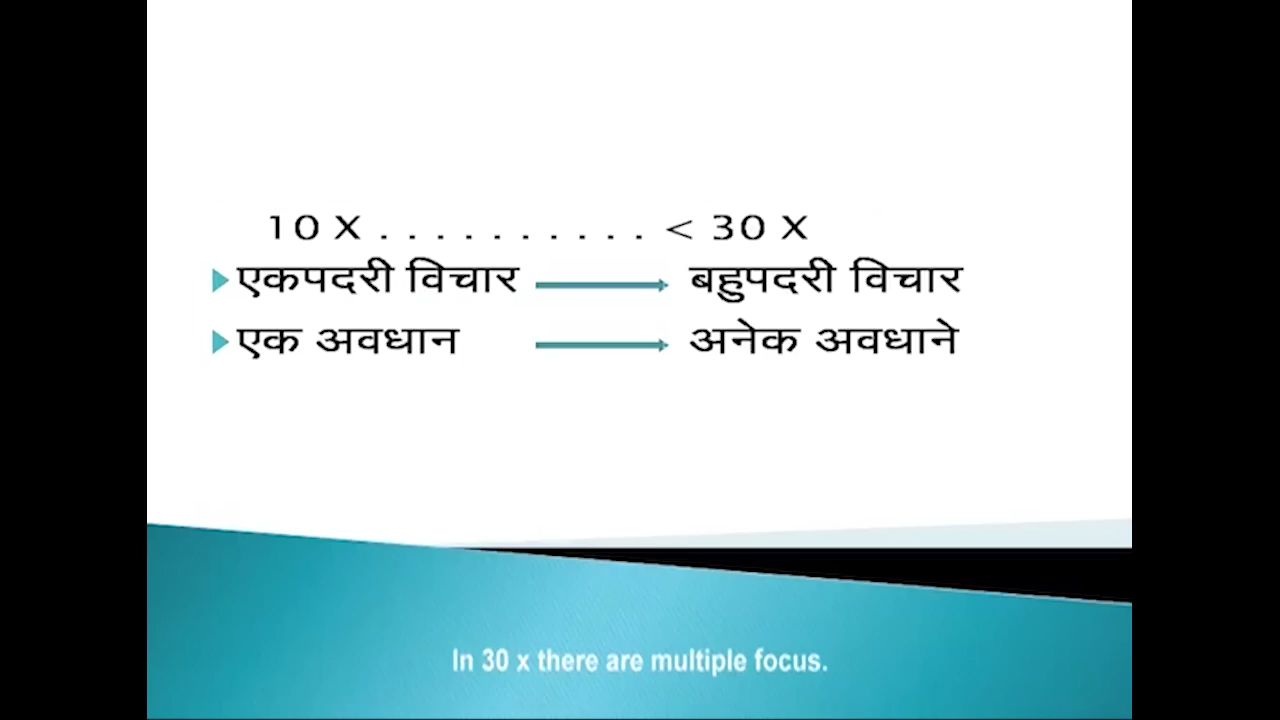 10 X . . . . . . . . . . < 30 X
एकपदरी विचार बहुपदरी विचार
एक अवधान अनेक अवधाने
In 30 x there are multiple focus.